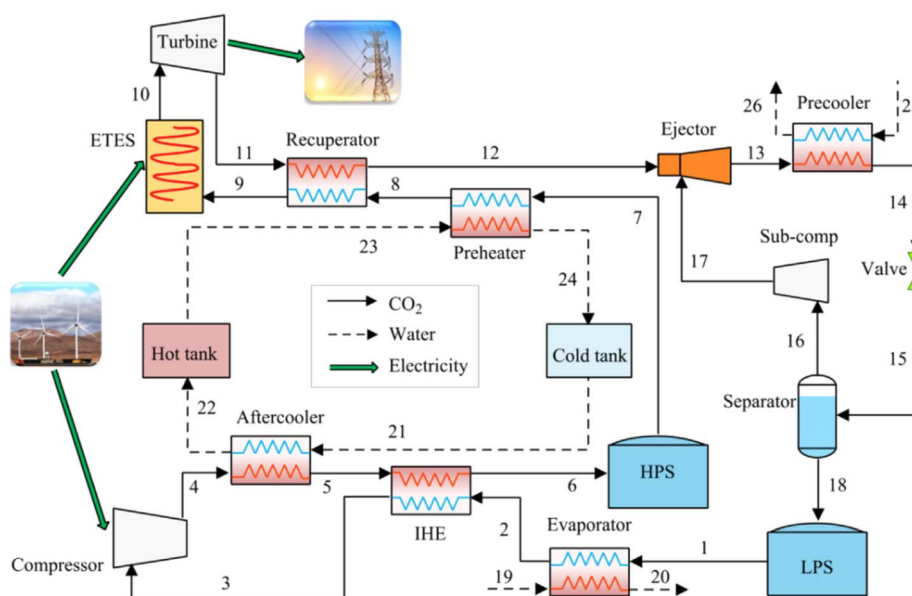 Turbine
10
ETES
11
Recuperator
12
Ejector
13
26
Precooler
2
9
8
7
14
Preheater
23
24
17
Sub-comp
Valve
CO₂
Water
Electricity
Hot tank
Cold tank
16
15
Separator
22
Aftercooler
21
4
5
6
HPS
18
IHE
2
Evaporator
1
LPS
Compressor
3
19
20